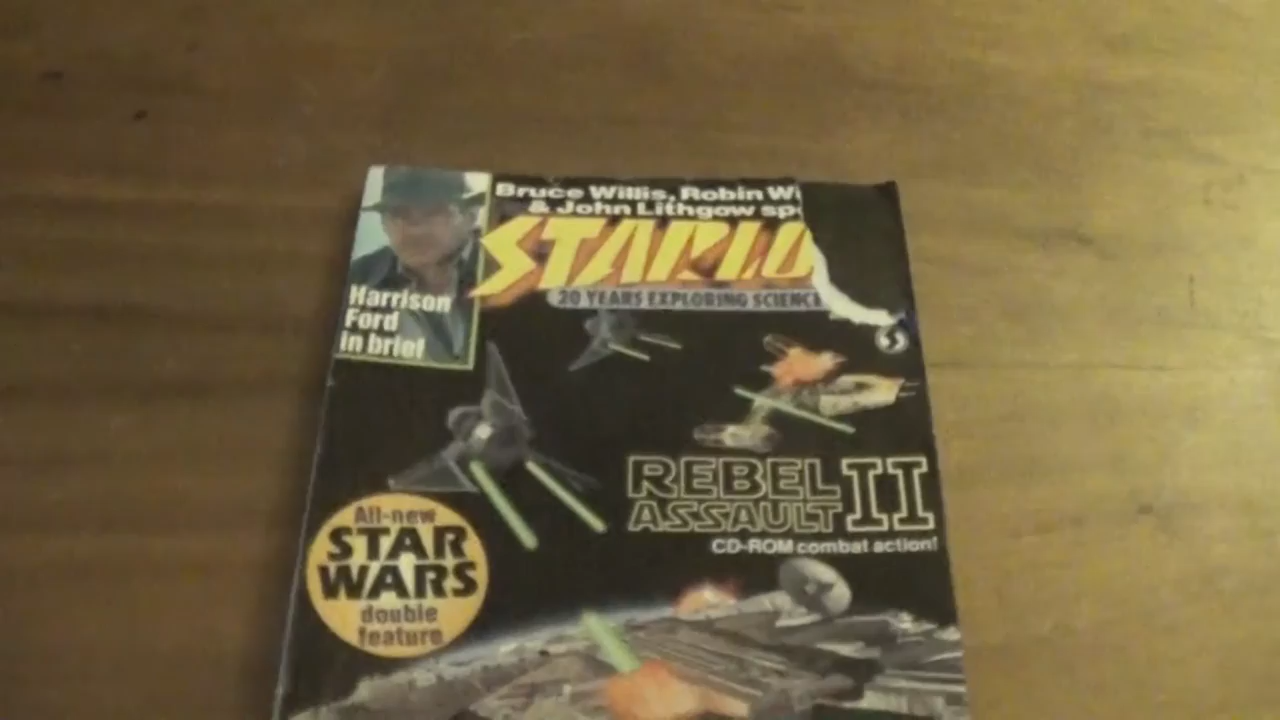 Bruce Willis, Robin Wi
& John Lithgow sp
STARLO
20 YEARS EXPLORING SCIENCE
Harrison
Ford
in brief
REBEL
ASSAULT II
CD-ROM combat action!
All-new
STAR
WARS
double
feature